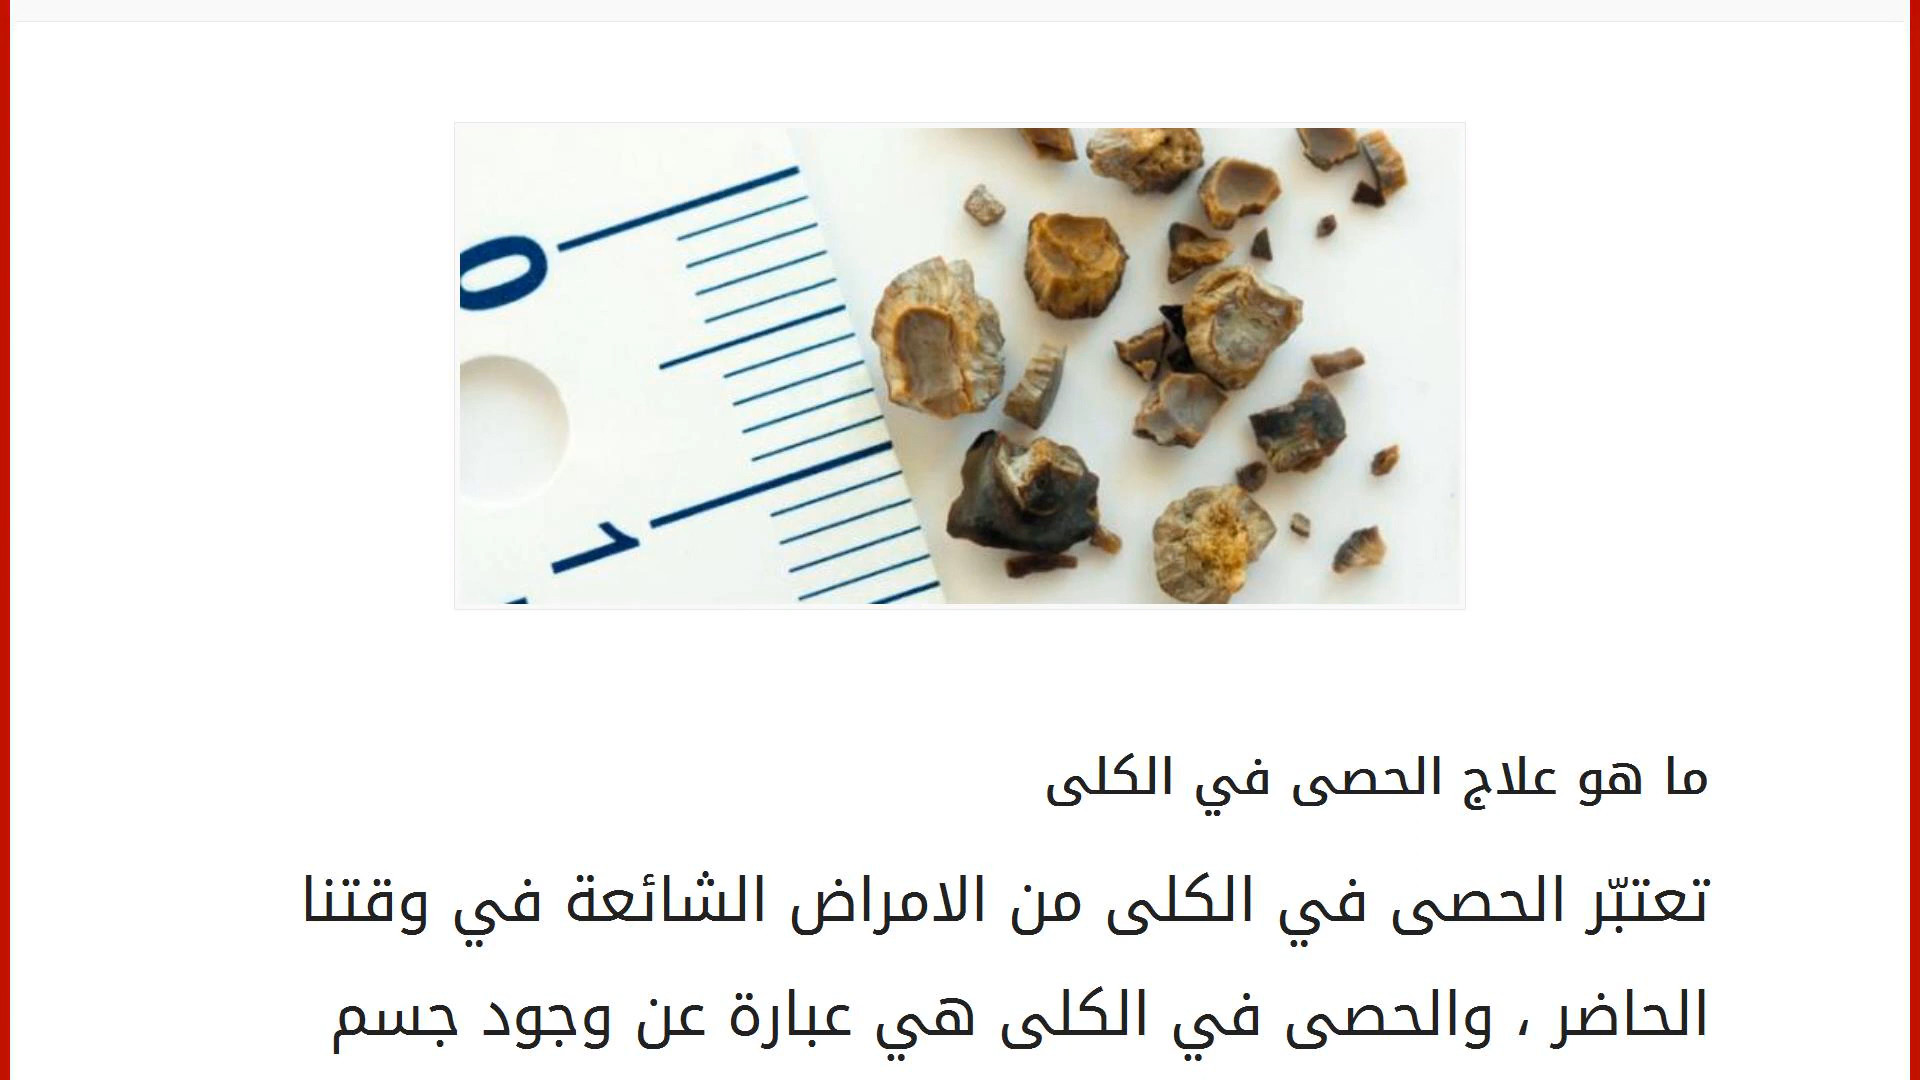 0
1
ما هو علاج الحصى في الكلى
تعتبّر الحصى في الكلى من الامراض الشائعة في وقتنا
الحاضر ، والحصى في الكلى هي عبارة عن وجود جسم